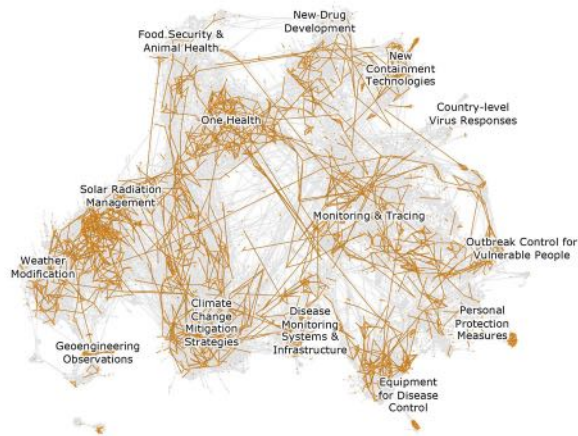 New Drug
Development
Food Security &
Animal Health
New
Containment
Technologies
Country-level
Virus Responses
One Health
Solar Radiation
Management
Monitoring & Tracing
Outbreak Control for
Vulnerable People
Weather
Modification
Climate
Change
Mitigation
Strategies
Disease
Monitoring
Systems &
Infrastructure
Personal
Protection
Measures
Geoengineering
Observations
Equipment
for Disease
Control